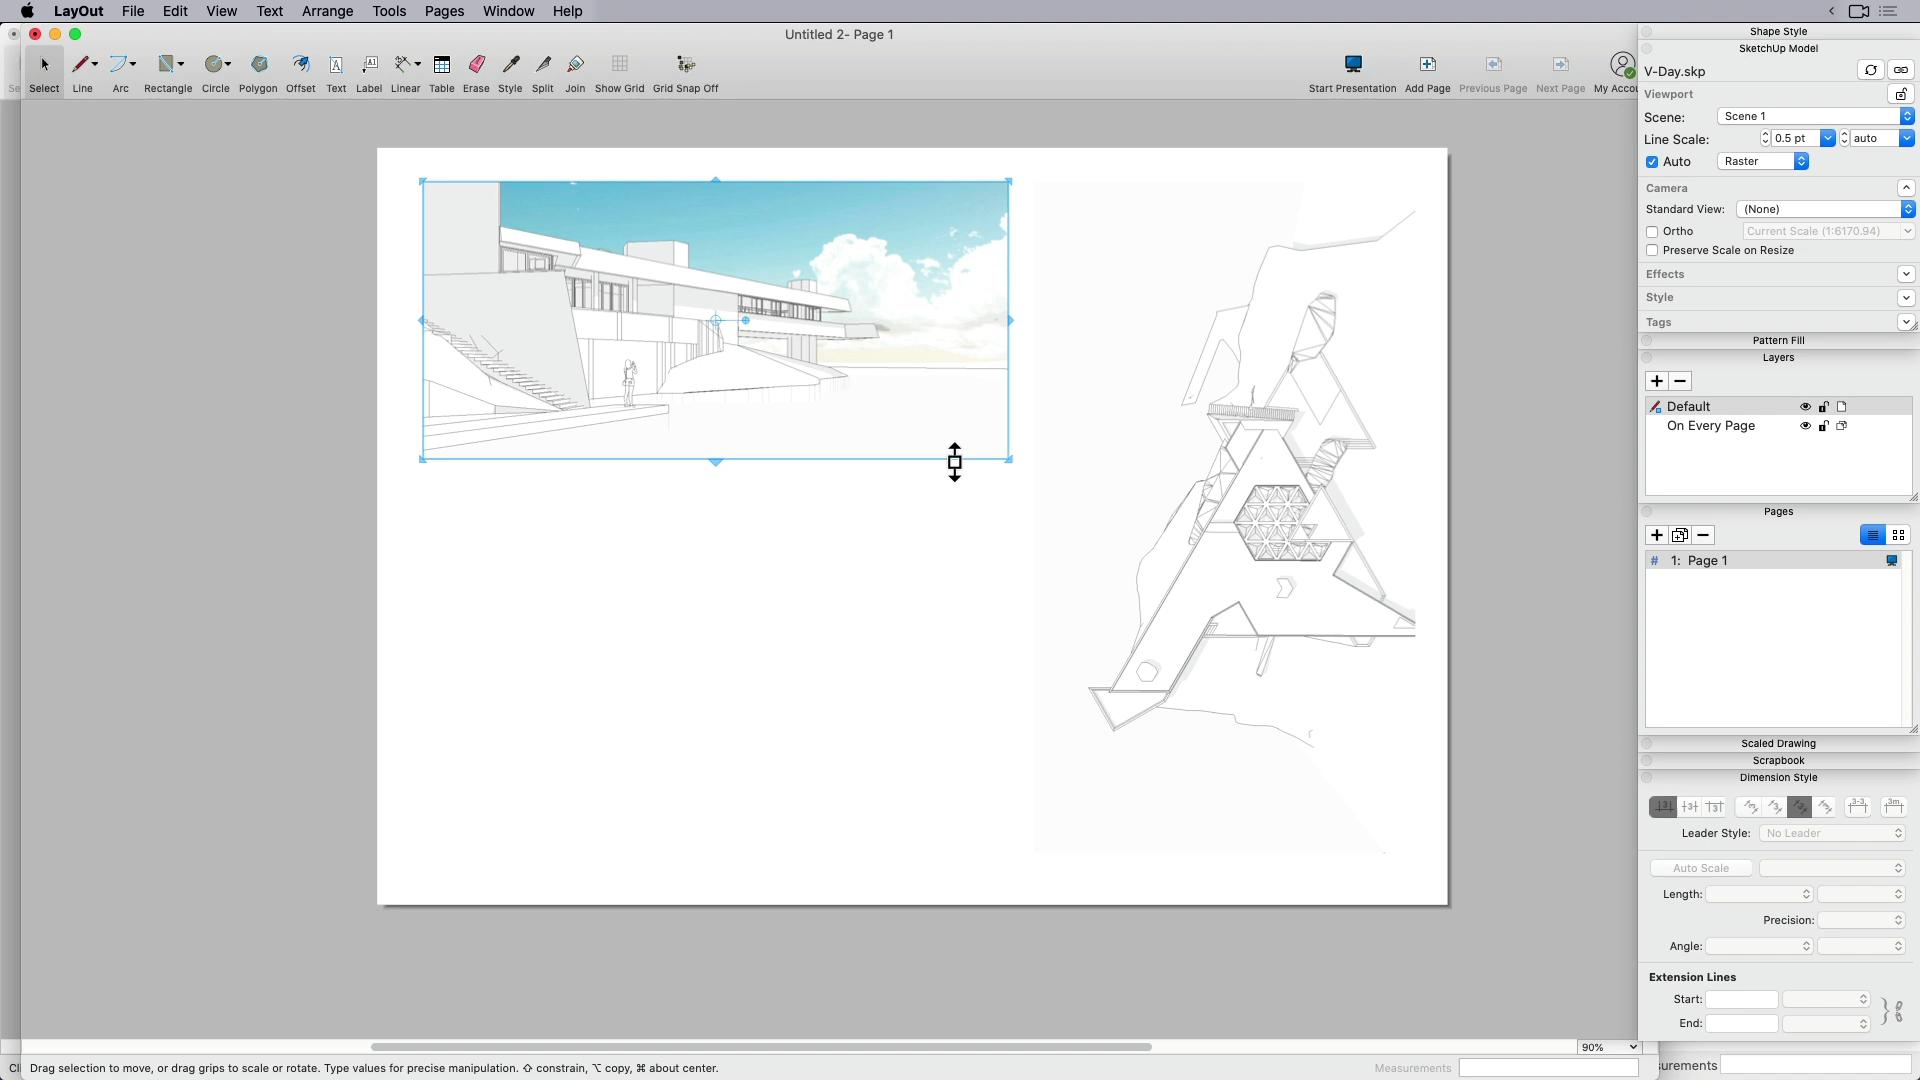 LayOut File Edit View Text Arrange Tools Pages Window Help
Untitled 2- Page 1
Select Line Arc Rectangle Circle Polygon Offset Text Label Linear Table Erase Style Split Join Show Grid Grid Snap Off
Start Presentation Add Page Previous Page Next Page My Accou
Shape Style
SketchUp Model
V-Day.skp
Viewport
Scene: Scene 1
Line Scale: 0.5 pt auto
Auto Raster
Camera
Standard View: (None)
Ortho Current Scale (1:6170.94)
Preserve Scale on Resize
Effects
Style
Tags
Pattern Fill
Layers
Default
On Every Page
Pages
# 1: Page 1
Scaled Drawing
Scrapbook
Dimension Style
Leader Style: No Leader
Auto Scale
Length:
Precision:
Angle:
Extension Lines
Start:
End:
90%
Cli Drag selection to move, or drag grips to scale or rotate. Type values for precise manipulation. ⇧ constrain, ⌥ copy, ⌘ about center.
Measurements
surements